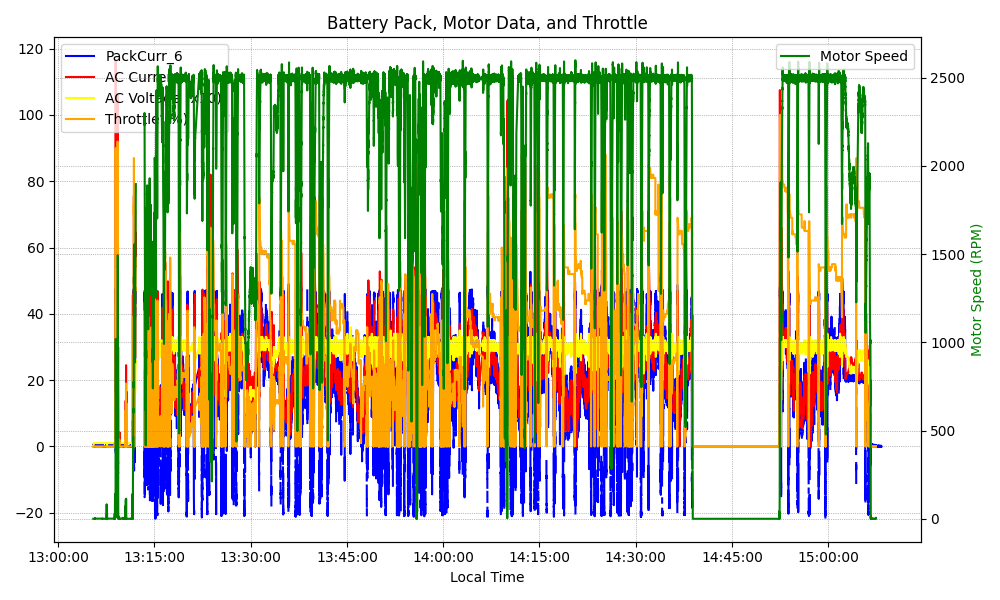 Battery Pack, Motor Data, and Throttle
PackCurr_6
AC Curre
AC Voltage
Throttle
Motor Speed
120
100
80
60
40
20
0
−20
2500
2000
1500
1000
500
0
Motor Speed (RPM)
13:00:00 13:15:00 13:30:00 13:45:00 14:00:00 14:15:00 14:30:00 14:45:00 15:00:00
Local Time